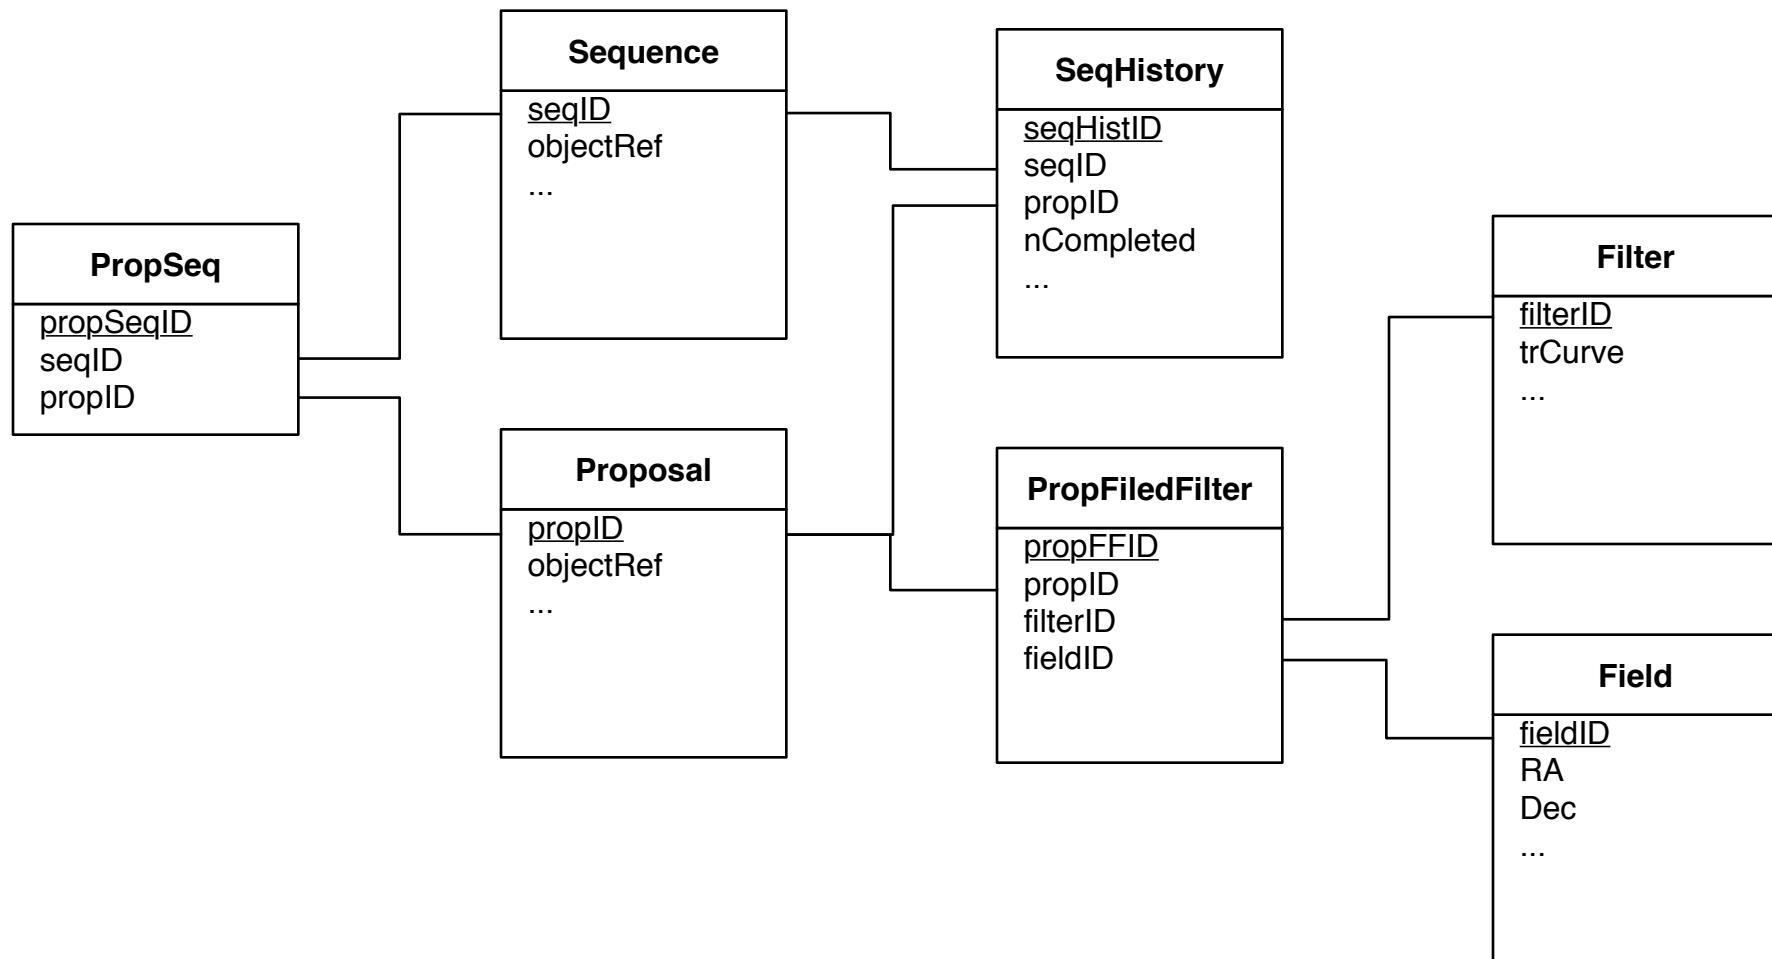 Sequence
seqID
objectRef
...
SeqHistory
seqHistID
seqID
propID
nCompleted
...
PropSeq
propSeqID
seqID
propID
Filter
filterID
trCurve
...
Proposal
propID
objectRef
...
PropFiledFilter
propFFID
propID
filterID
fieldID
Field
fieldID
RA
Dec
...